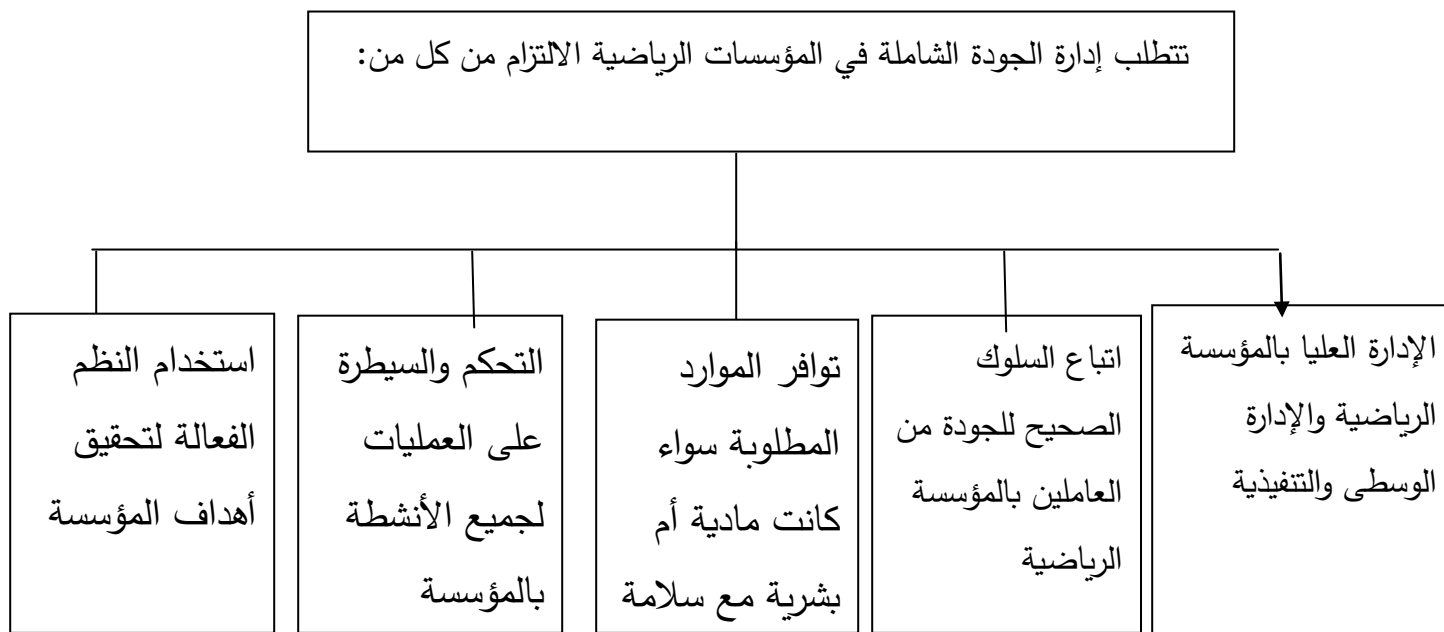 تتطلب إدارة الجودة الشاملة في المؤسسات الرياضية الالتزام من كل من:
الإدارة العليا بالمؤسسة
الرياضية والإدارة
الوسطى والتنفيذية
اتباع السلوك
الصحيح للجودة من
العاملين بالمؤسسة
الرياضية
توافر الموارد
المطلوبة سواء
كانت مادية أم
بشرية مع سلامة
التحكم والسيطرة
على العمليات
لجميع الأنشطة
بالمؤسسة
استخدام النظم
الفعالة لتحقيق
أهداف المؤسسة